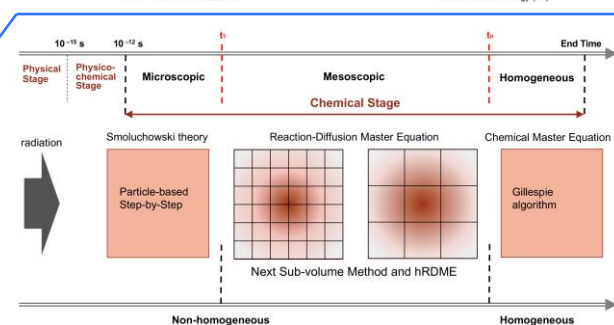 10⁻¹⁵ s 10⁻¹² s t₁ tₙ End Time
Physical Stage
Physico-chemical Stage
Microscopic Mesoscopic Homogeneous
Chemical Stage
radiation
Smoluchowski theory Reaction-Diffusion Master Equation Chemical Master Equation
Particle-based
Step-by-Step
Gillespie
algorithm
Next Sub-volume Method and hRDME
Non-homogeneous Homogeneous